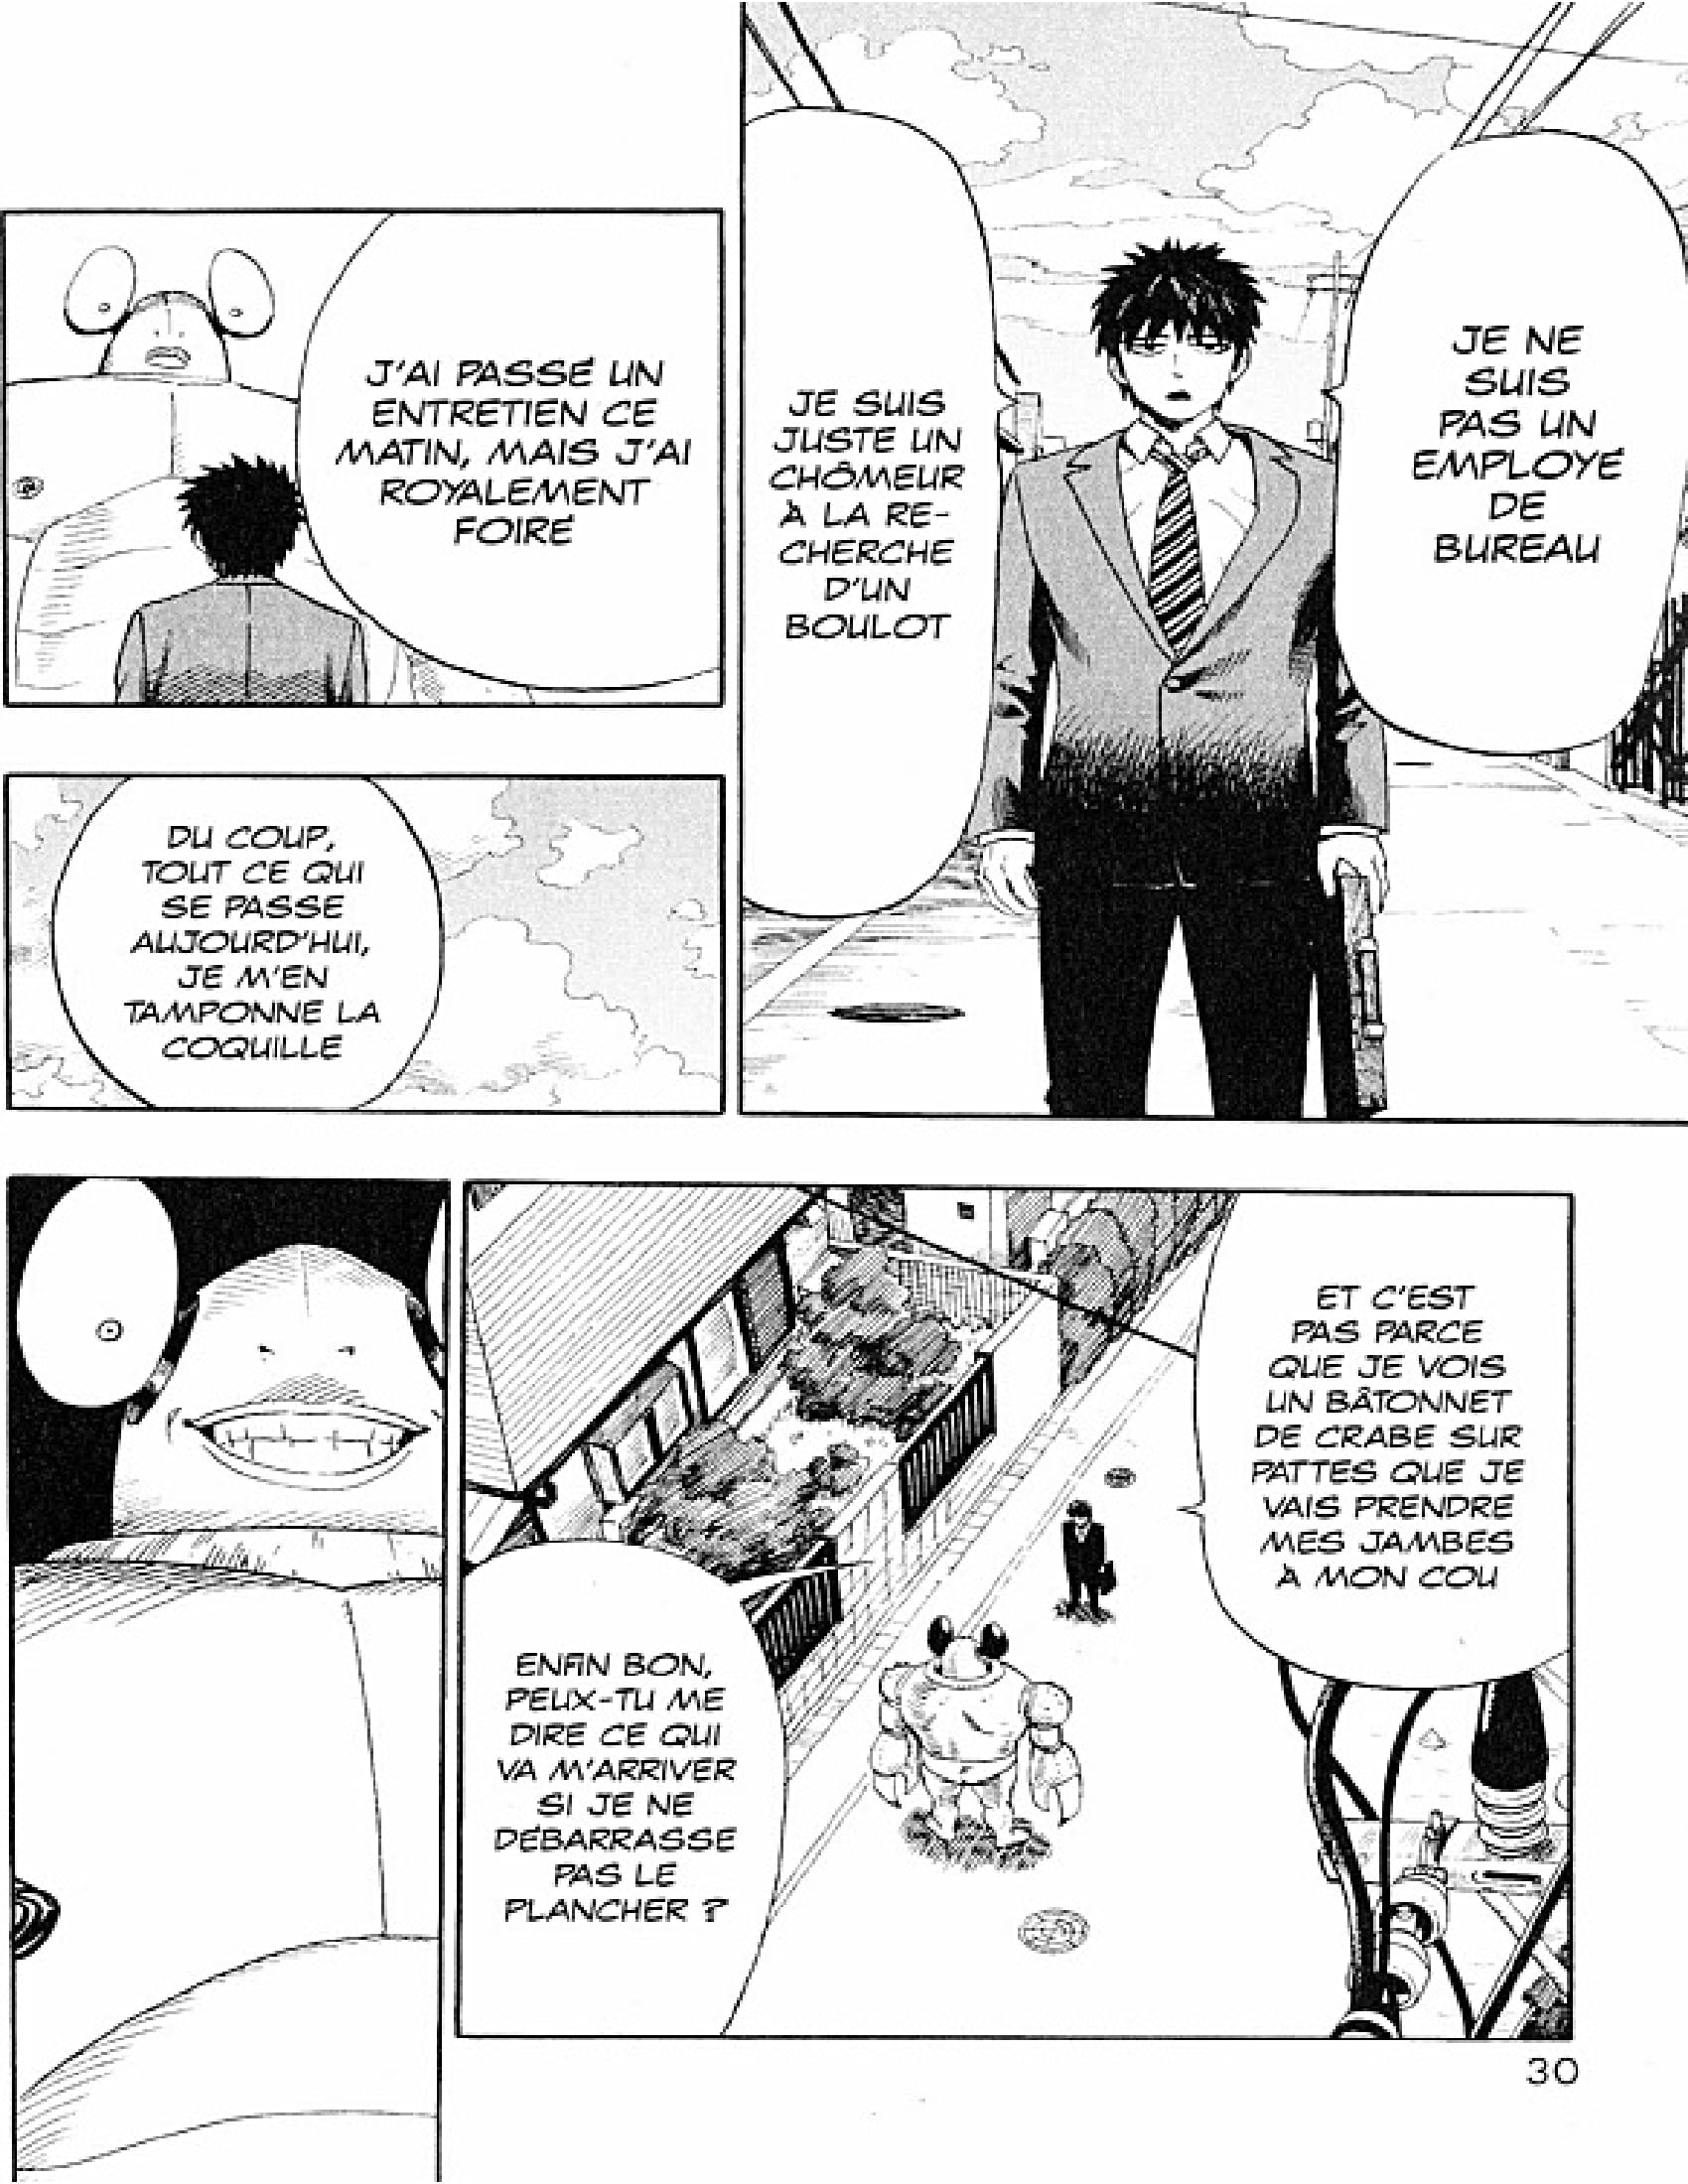 JE NE
SUIS
PAS UN
EMPLOYÉ
DE
BUREAU
JE SUIS
JUSTE UN
CHÔMEUR
À LA RE-
CHERCHE
D'UN
BOULOT
J'AI PASSÉ UN
ENTRETIEN CE
MATIN, MAIS J'AI
ROYALEMENT
FOIRÉ
DU COUP,
TOUT CE QUI
SE PASSE
AUJOURD'HUI,
JE M'EN
TAMPONNE LA
COQUILLE
ET C'EST
PAS PARCE
QUE JE VOIS
UN BÂTONNET
DE CRABE SUR
PATTES QUE JE
VAIS PRENDRE
MES JAMBES
À MON COU
ENFIN BON,
PEUX-TU ME
DIRE CE QUI
VA M'ARRIVER
SI JE NE
DÉBARRASSE
PAS LE
PLANCHER ?
30